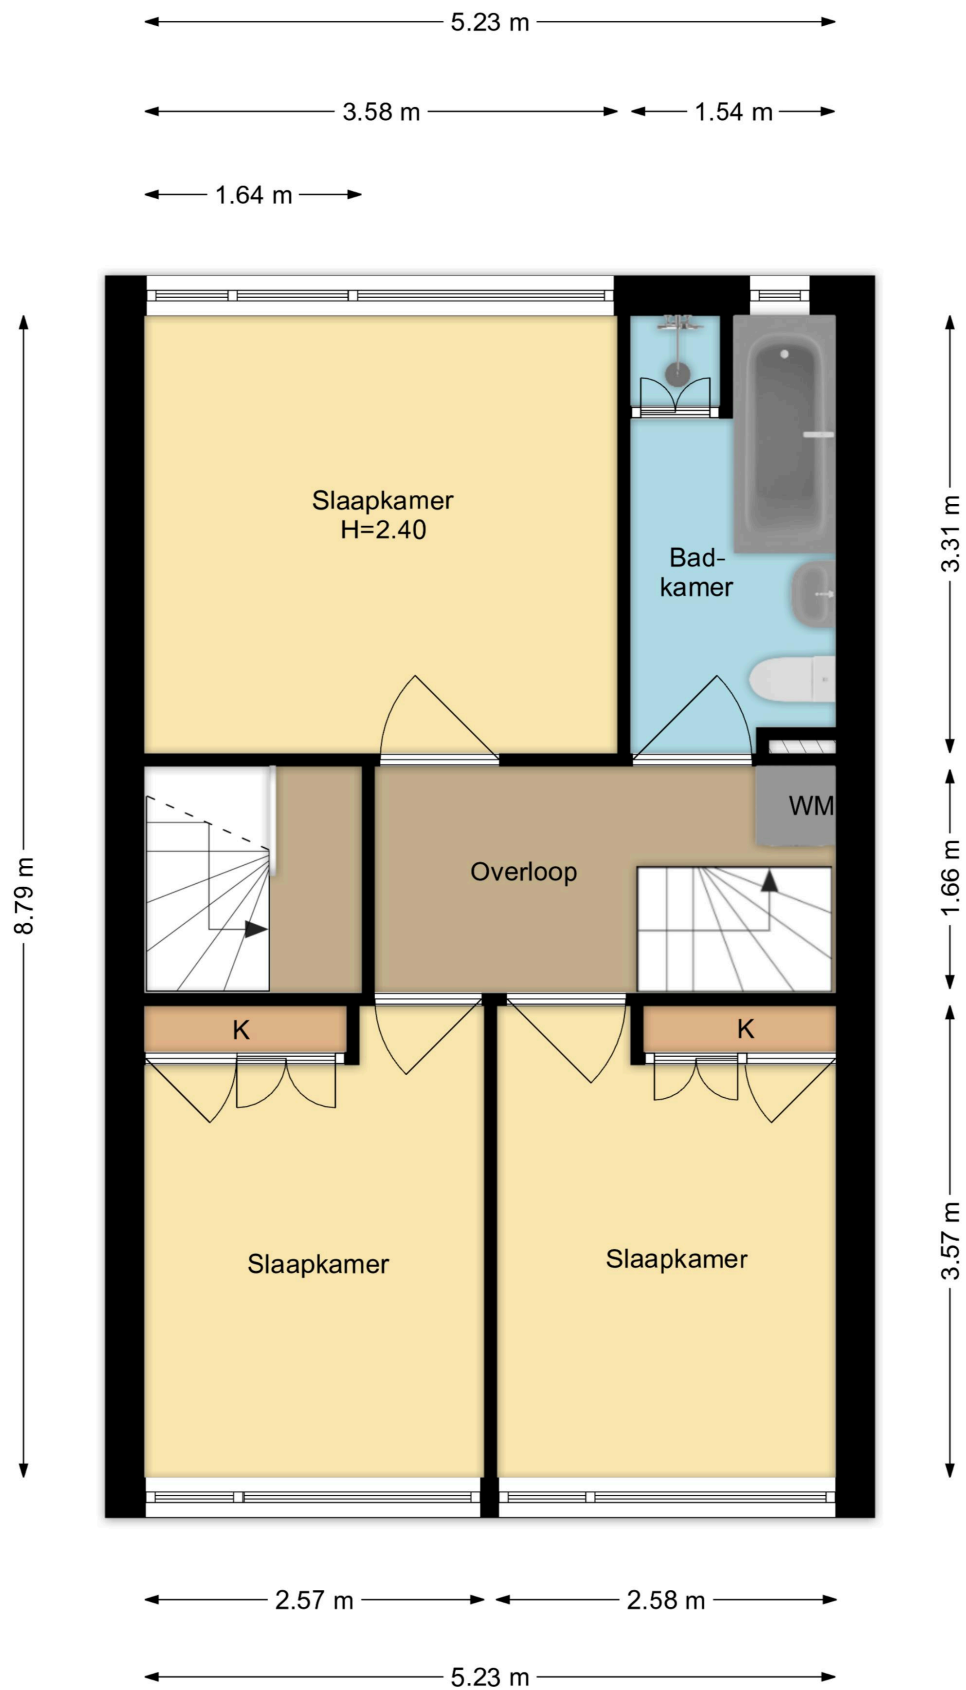 5.23 m
3.58 m
1.54 m
1.64 m
Slaapkamer
H=2.40
Bad-
kamer
3.31 m
8.79 m
WM
Overloop
1.66 m
K
K
Slaapkamer
Slaapkamer
3.57 m
2.57 m
2.58 m
5.23 m